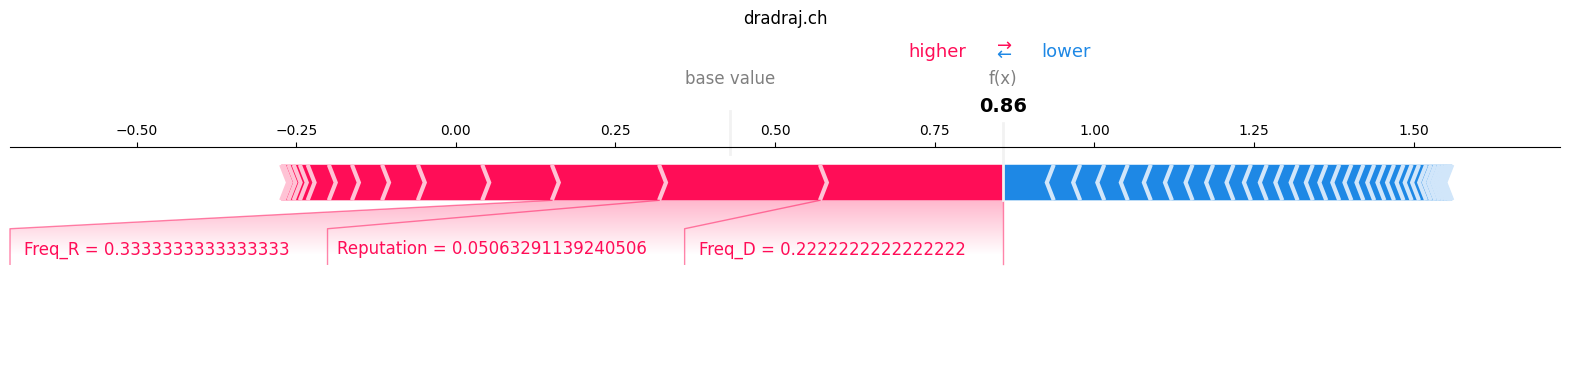 dradraj.ch
higher → ← lower
base value f(x)
0.86
−0.50 −0.25 0.00 0.25 0.50 0.75 1.00 1.25 1.50
Freq_R = 0.3333333333333333 Reputation = 0.05063291139240506 Freq_D = 0.2222222222222222